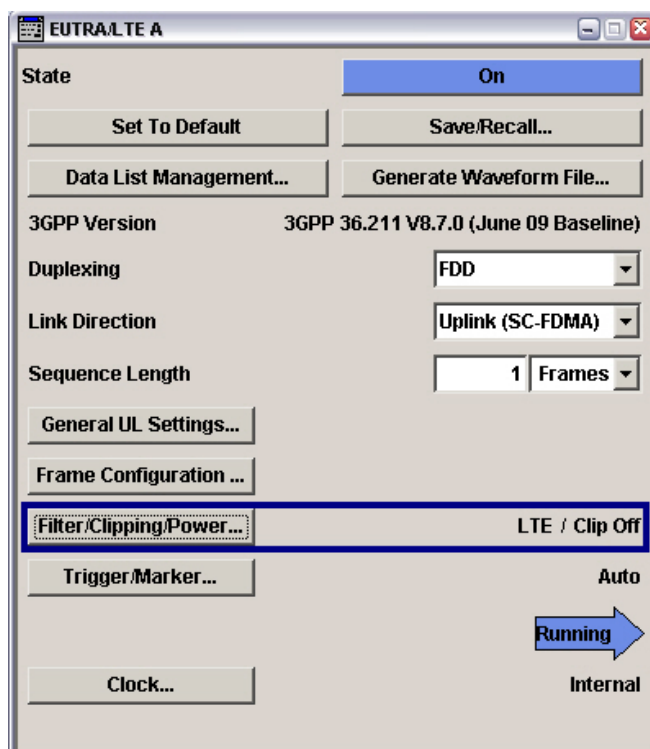 EUTRA/LTE A
State On
Set To Default Save/Recall...
Data List Management... Generate Waveform File...
3GPP Version 3GPP 36.211 V8.7.0 (June 09 Baseline)
Duplexing FDD
Link Direction Uplink (SC-FDMA)
Sequence Length 1 Frames
General UL Settings...
Frame Configuration ...
Filter/Clipping/Power... LTE / Clip Off
Trigger/Marker... Auto
Running
Clock... Internal